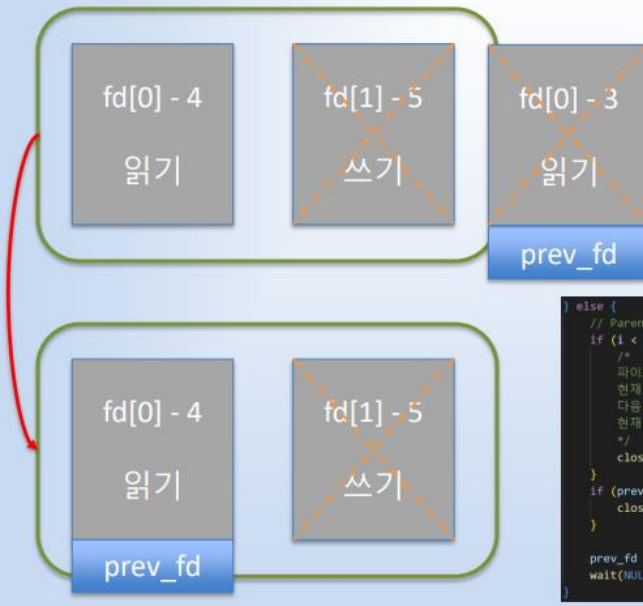 fd[0] - 4
읽기
fd[1] - 5
쓰기
fd[0] - 3
읽기
prev_fd
fd[0] - 4
읽기
prev_fd
fd[1] - 5
쓰기
} else {
// Paren
if (i <
/*
파이
현재
다음
현재
*/
clos
}
if (prev
clos
}
prev_fd
wait(NUL
}